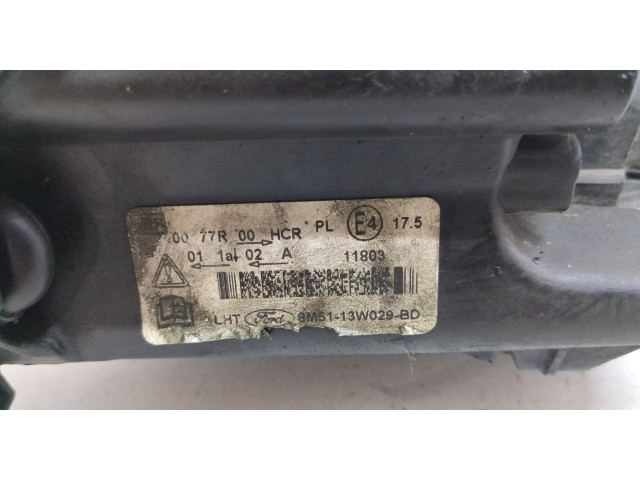 00 77R 00 HCR PL E4 17.5
01 1a 02 A 11803
LHT Ford 8M51-13W029-BD